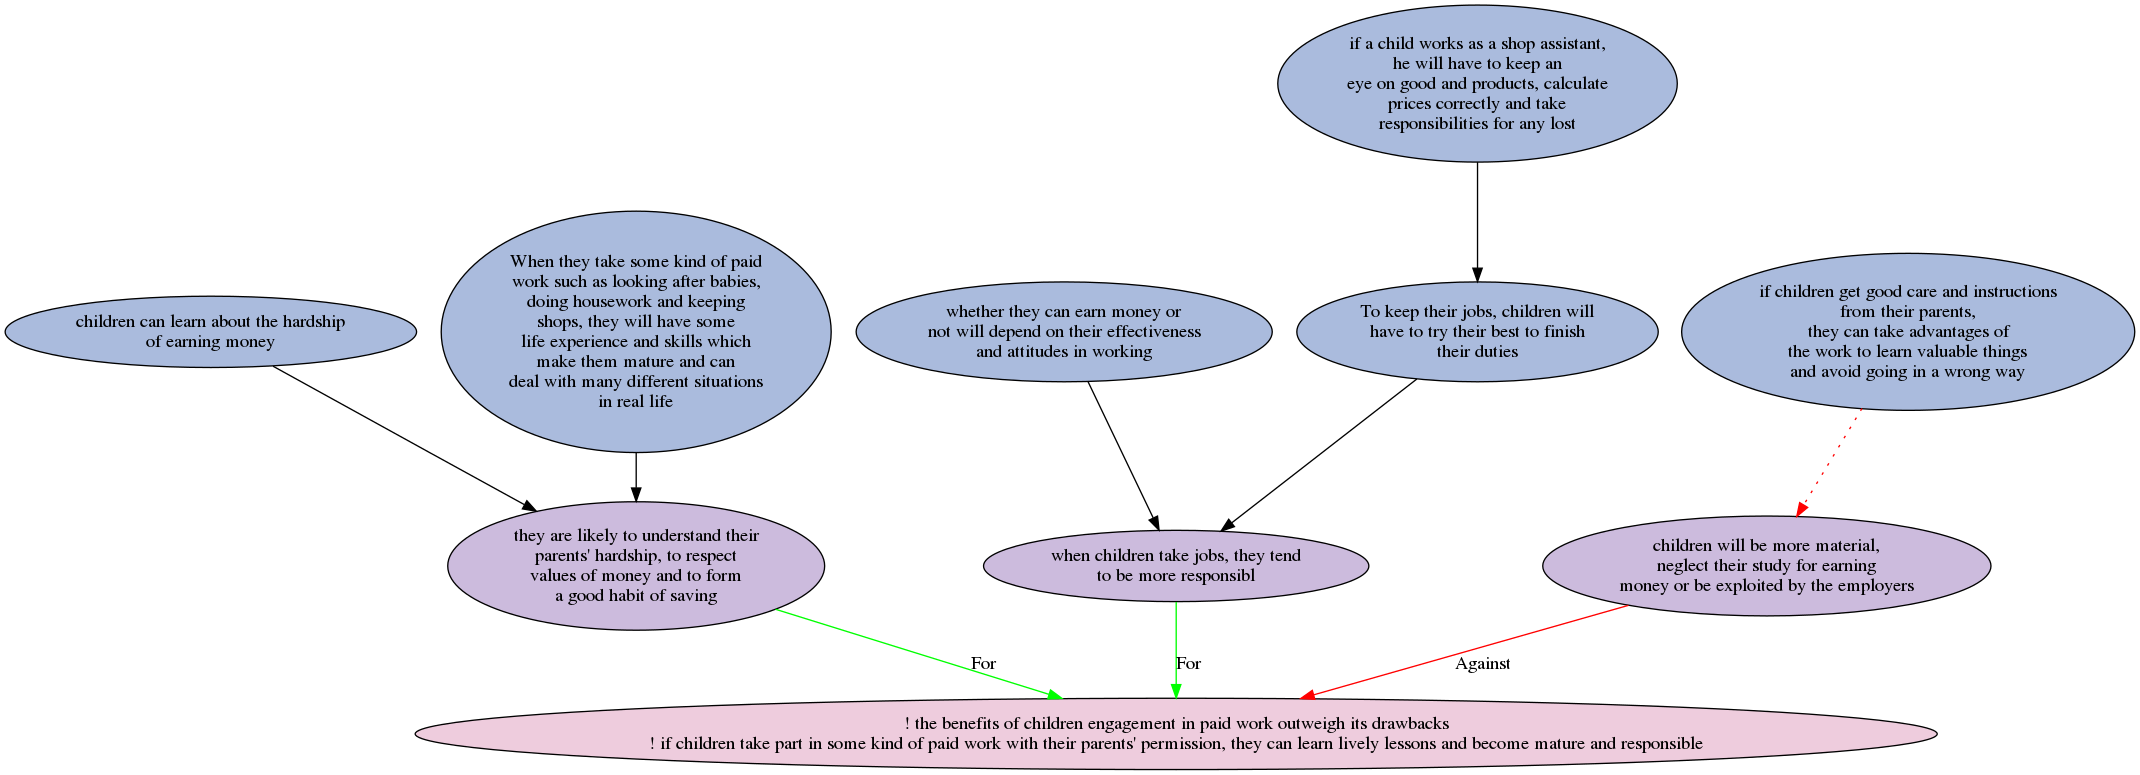 if a child works as a shop assistant,
he will have to keep an
eye on good and products, calculate
prices correctly and take
responsibilities for any lost
children can learn about the hardship
of earning money
When they take some kind of paid
work such as looking after babies,
doing housework and keeping
shops, they will have some
life experience and skills which
make them mature and can
deal with many different situations
in real life
whether they can earn money or
not will depend on their effectiveness
and attitudes in working
To keep their jobs, children will
have to try their best to finish
their duties
if children get good care and instructions
from their parents,
they can take advantages of
the work to learn valuable things
and avoid going in a wrong way
they are likely to understand their
parents' hardship, to respect
values of money and to form
a good habit of saving
when children take jobs, they tend
to be more responsibl
children will be more material,
neglect their study for earning
money or be exploited by the employers
For
For
Against
! the benefits of children engagement in paid work outweigh its drawbacks
! if children take part in some kind of paid work with their parents' permission, they can learn lively lessons and become mature and responsible